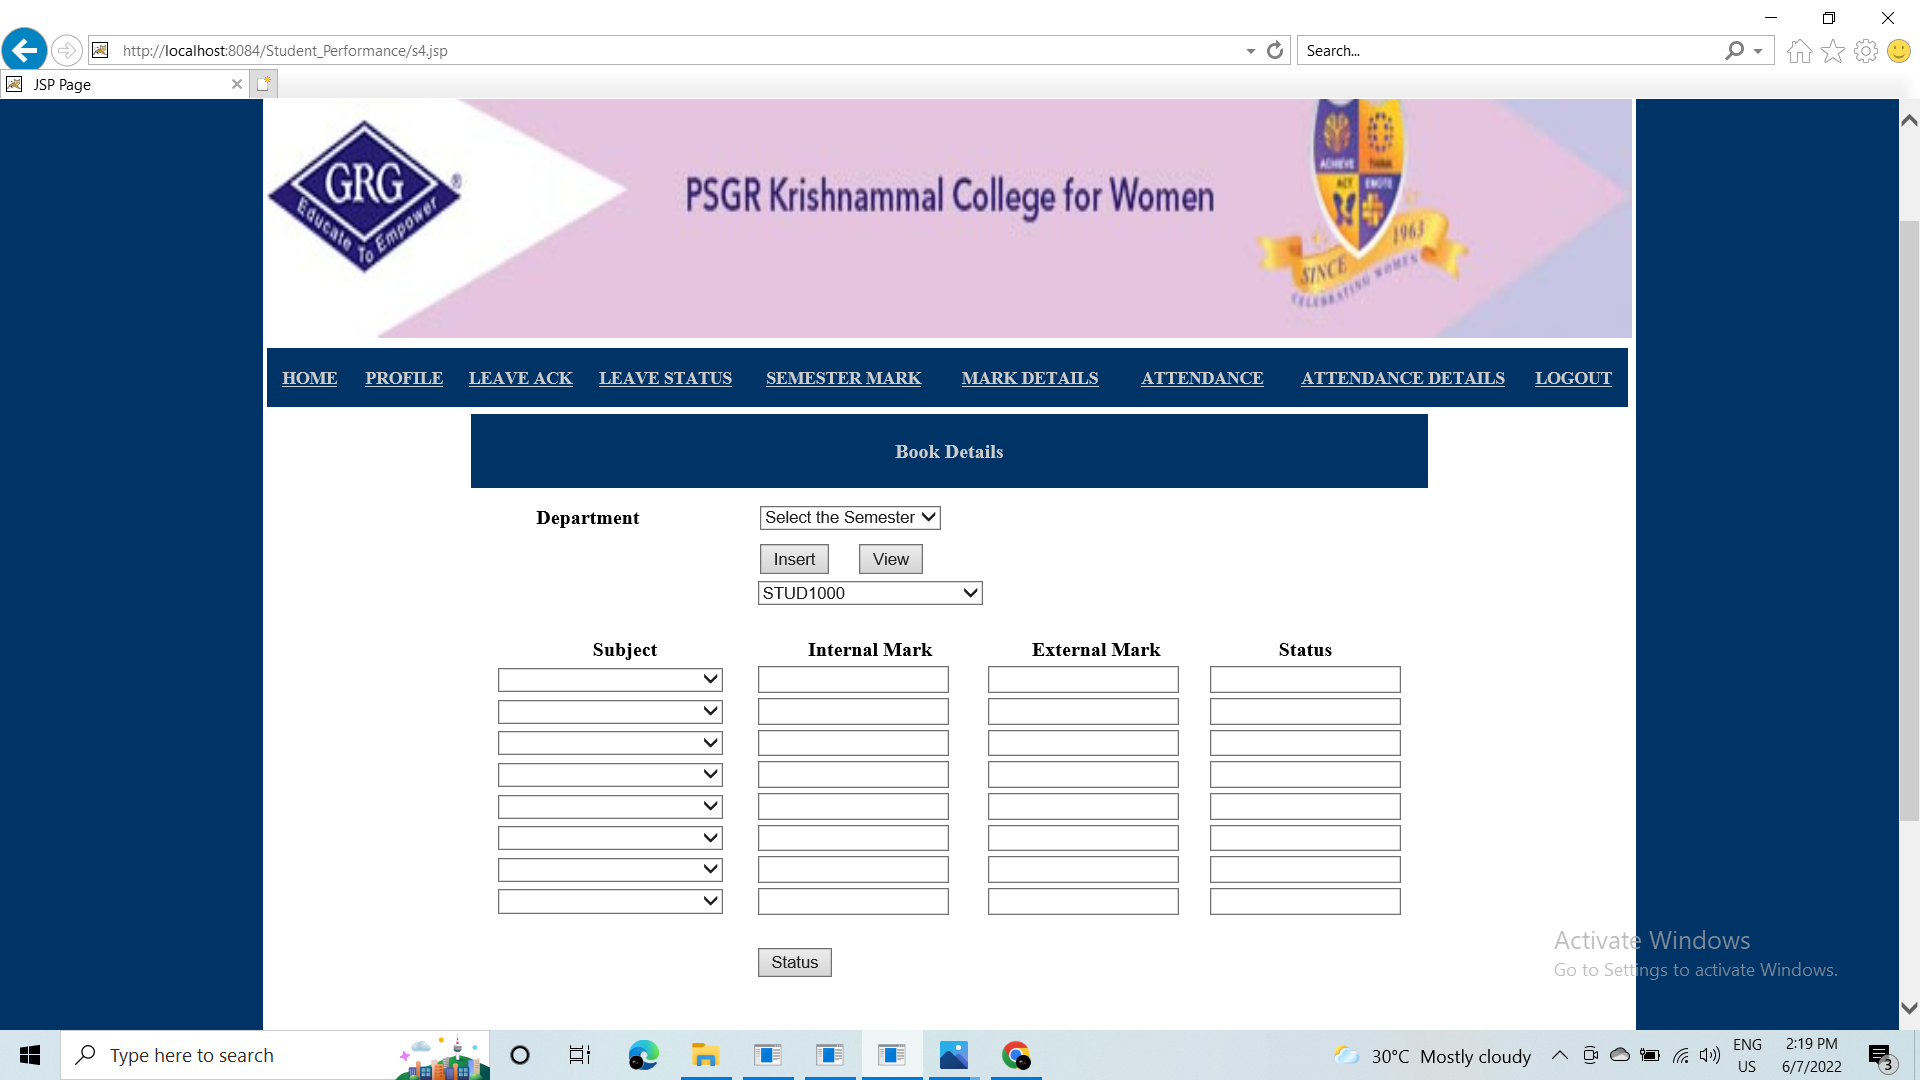 http://localhost:8084/Student_Performance/s4.jsp
Search...
JSP Page
GRG
®
Educate To Empower
PSGR Krishnammal College for Women
ACHIEVE THINK
ACT EMOTE
SINCE 1963
CELEBRATING WOMEN
HOME PROFILE LEAVE ACK LEAVE STATUS SEMESTER MARK MARK DETAILS ATTENDANCE ATTENDANCE DETAILS LOGOUT
Book Details
Department Select the Semester
Insert View
STUD1000
Subject Internal Mark External Mark Status
Status
Activate Windows
Go to Settings to activate Windows.
Type here to search
30°C Mostly cloudy
ENG
US
2:19 PM
6/7/2022
3